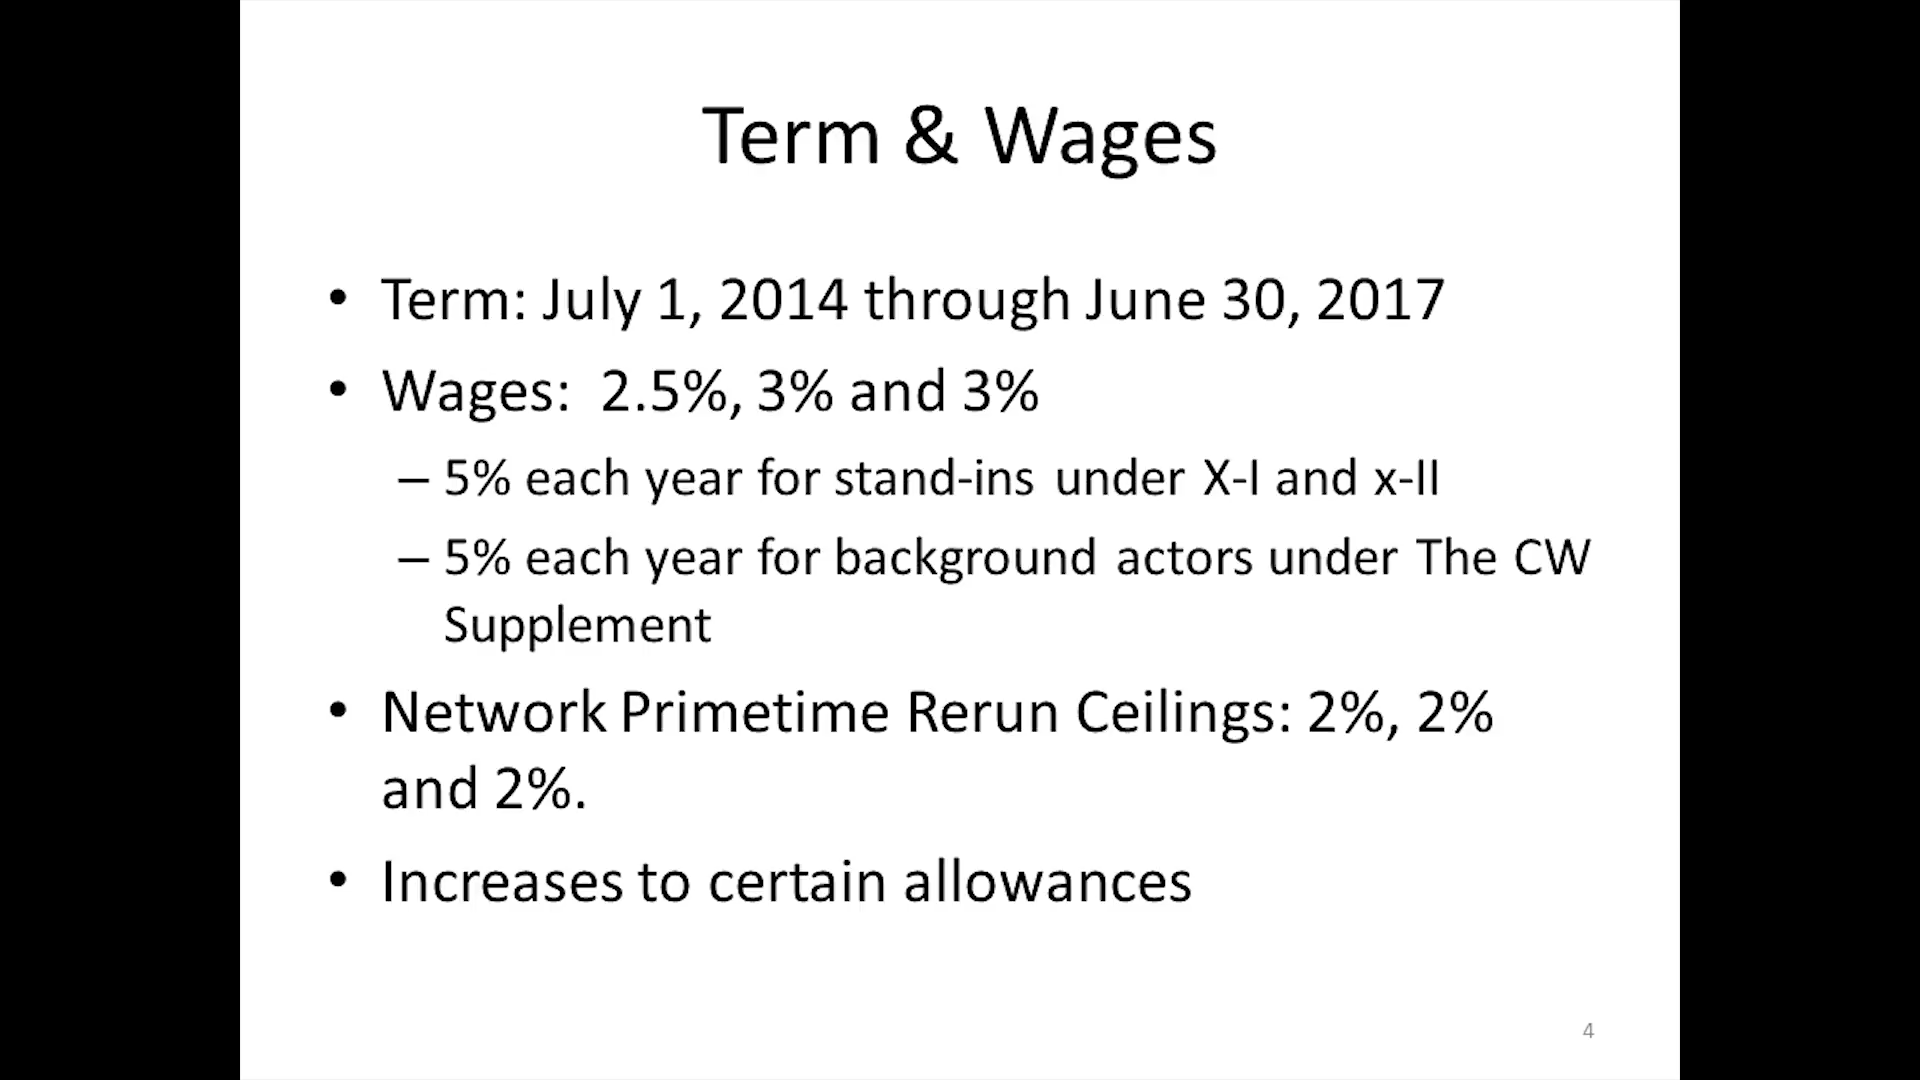 Term & Wages
• Term: July 1, 2014 through June 30, 2017
• Wages:  2.5%, 3% and 3%
– 5% each year for stand-ins under X-I and x-II
– 5% each year for background actors under The CW
Supplement
• Network Primetime Rerun Ceilings: 2%, 2%
and 2%.
• Increases to certain allowances
4